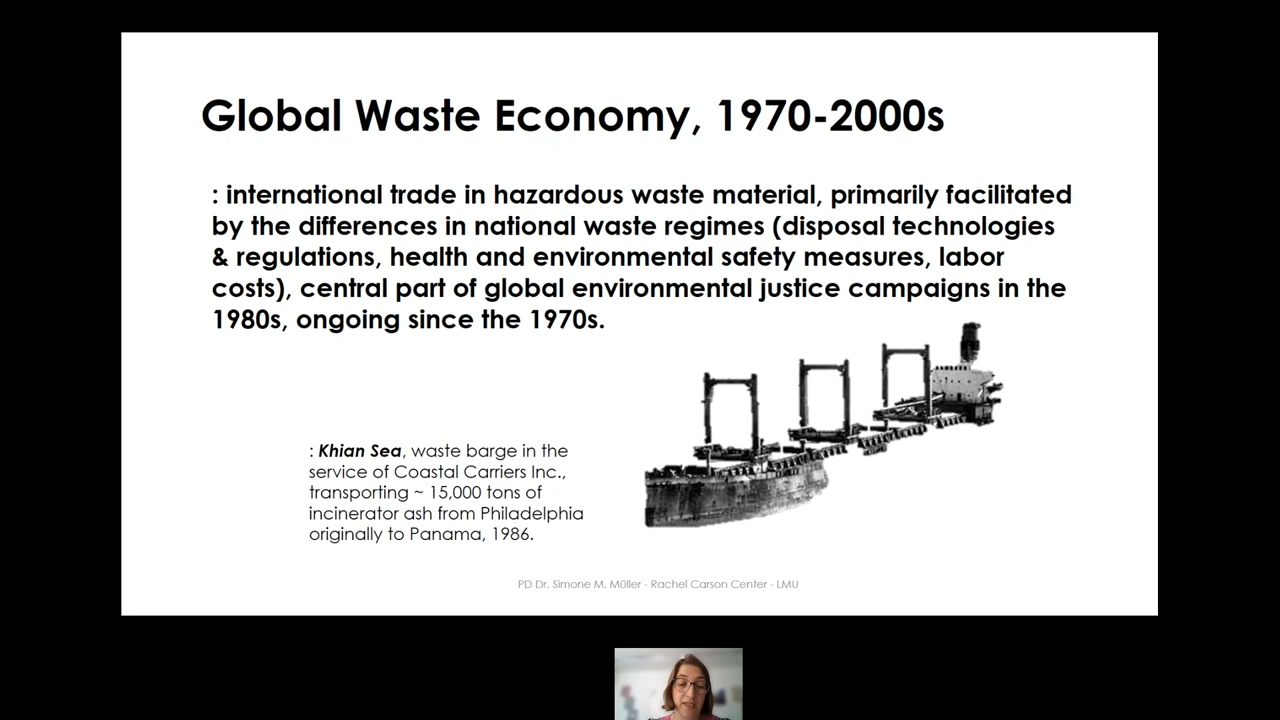 Global Waste Economy, 1970-2000s
: international trade in hazardous waste material, primarily facilitated
by the differences in national waste regimes (disposal technologies
& regulations, health and environmental safety measures, labor
costs), central part of global environmental justice campaigns in the
1980s, ongoing since the 1970s.
: Khian Sea, waste barge in the
service of Coastal Carriers Inc.,
transporting ~ 15,000 tons of
incinerator ash from Philadelphia
originally to Panama, 1986.
PD Dr. Simone M. Müller - Rachel Carson Center - LMU